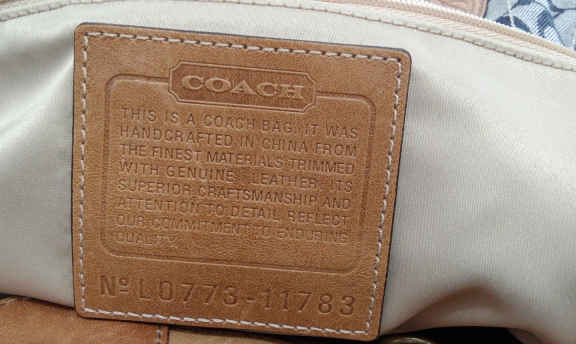 COACH
THIS IS A COACH BAG. IT WAS
HANDCRAFTED IN CHINA FROM
THE FINEST MATERIALS TRIMMED
WITH GENUINE LEATHER. ITS
SUPERIOR CRAFTSMANSHIP AND
ATTENTION TO DETAIL REFLECT
OUR COMMITMENT TO ENDURING
QUALITY.
Nº L0773-11783